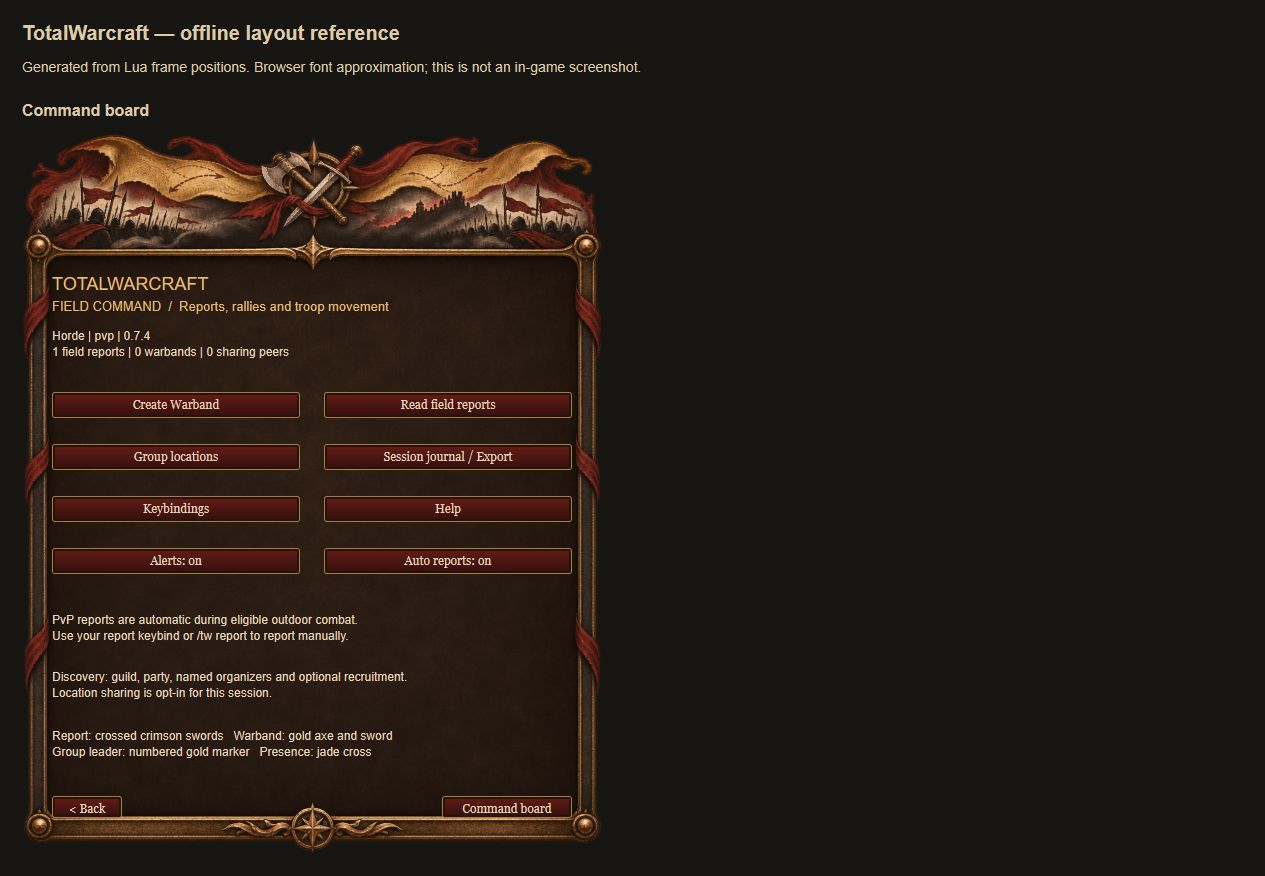 TotalWarcraft — offline layout reference
Generated from Lua frame positions. Browser font approximation; this is not an in-game screenshot.
Command board
TOTALWARCRAFT
FIELD COMMAND / Reports, rallies and troop movement
Horde | pvp | 0.7.4
1 field reports | 0 warbands | 0 sharing peers
Create Warband
Read field reports
Group locations
Session journal / Export
Keybindings
Help
Alerts: on
Auto reports: on
PvP reports are automatic during eligible outdoor combat.
Use your report keybind or /tw report to report manually.
Discovery: guild, party, named organizers and optional recruitment.
Location sharing is opt-in for this session.
Report: crossed crimson swords   Warband: gold axe and sword
Group leader: numbered gold marker   Presence: jade cross
< Back
Command board